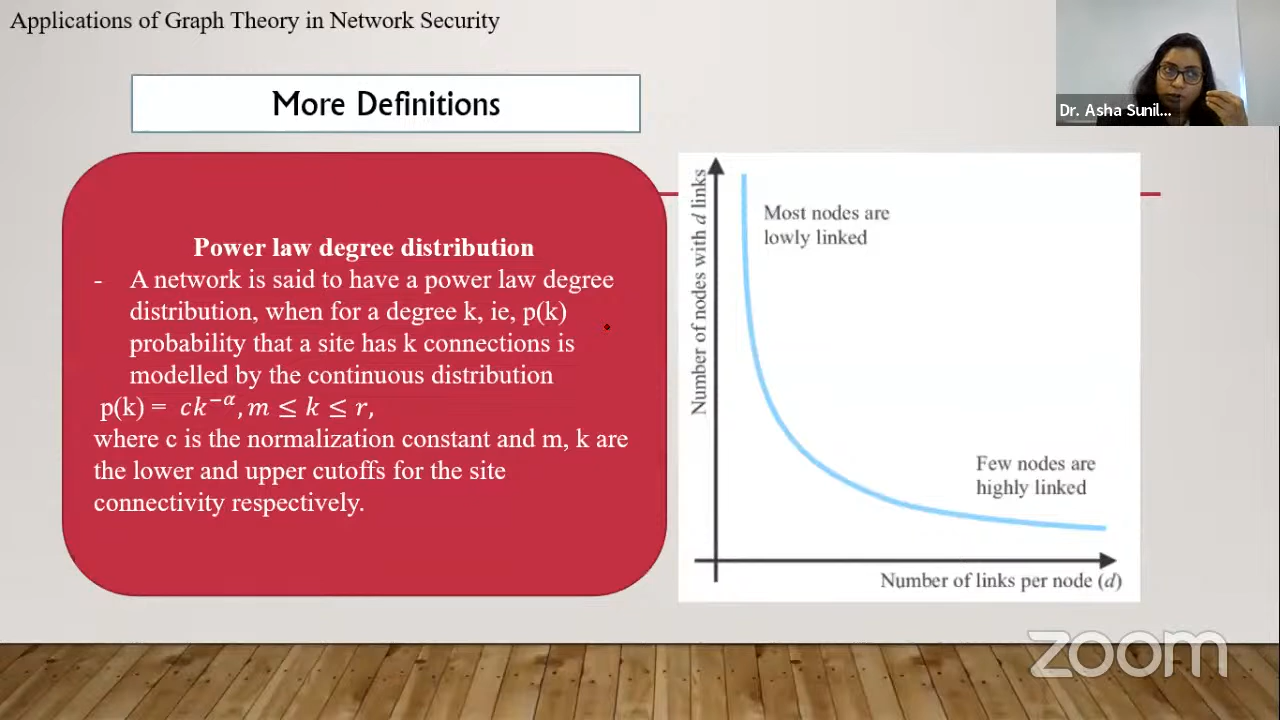 Applications of Graph Theory in Network Security
More Definitions
Dr. Asha Sunil...
Power law degree distribution
- A network is said to have a power law degree
distribution, when for a degree k, ie, p(k)
probability that a site has k connections is
modelled by the continuous distribution
p(k) = ck^{-α}, m ≤ k ≤ r,
where c is the normalization constant and m, k are
the lower and upper cutoffs for the site
connectivity respectively.
Number of nodes with d links
Most nodes are
lowly linked
Few nodes are
highly linked
Number of links per node (d)
zoom